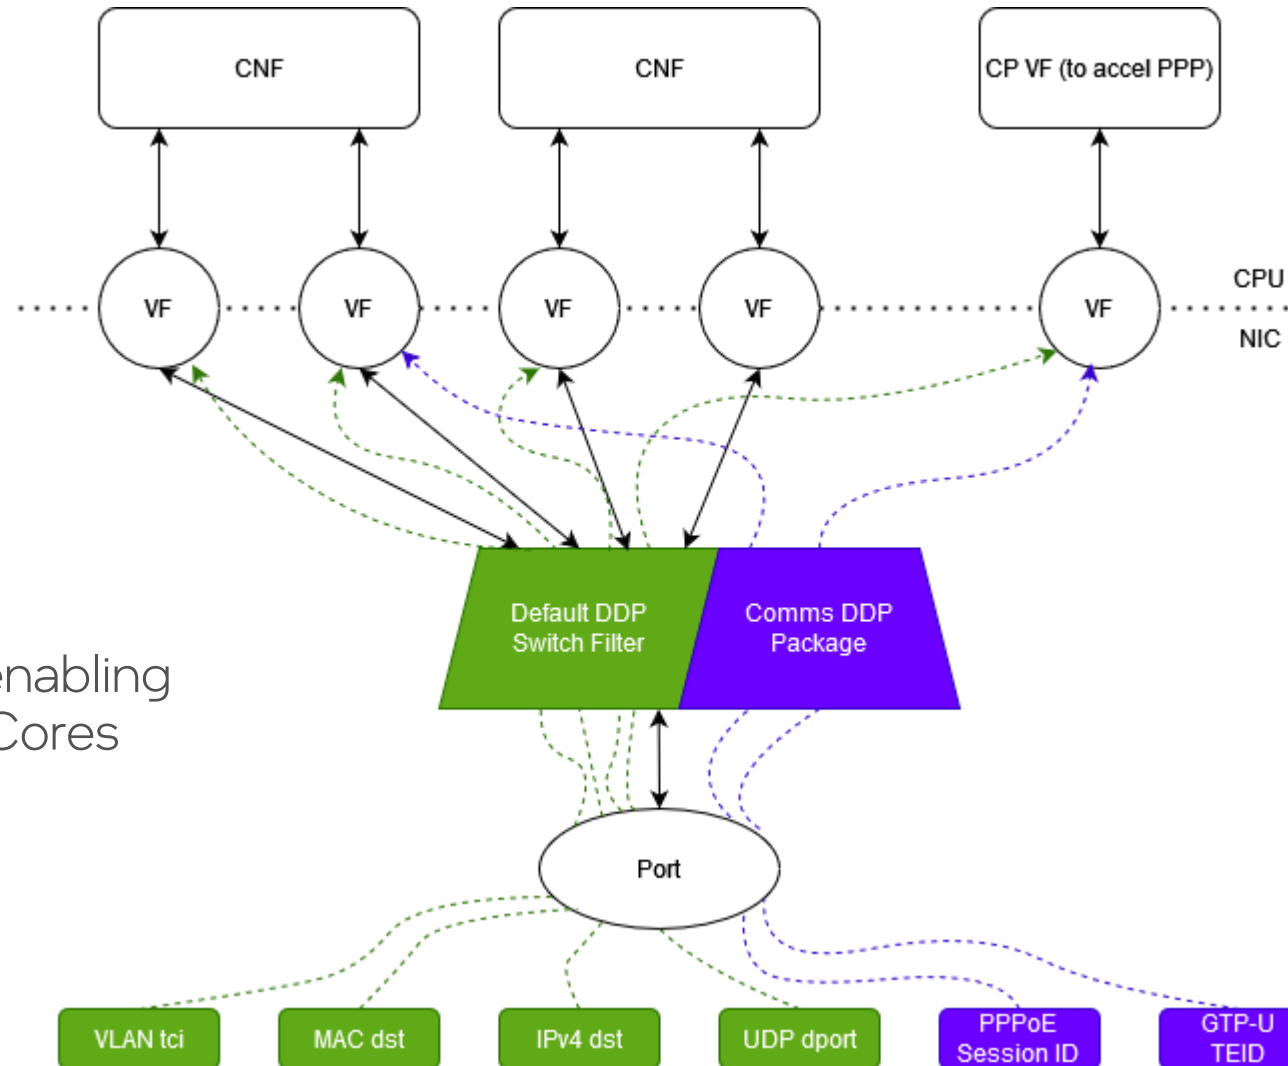 CNF
CNF
CP VF (to accel PPP)
VF
VF
VF
VF
VF
CPU
NIC
Default DDP
Switch Filter
Comms DDP
Package
enabling
Cores
Port
VLAN tci
MAC dst
IPv4 dst
UDP dport
PPPoE
Session ID
GTP-U
TEID